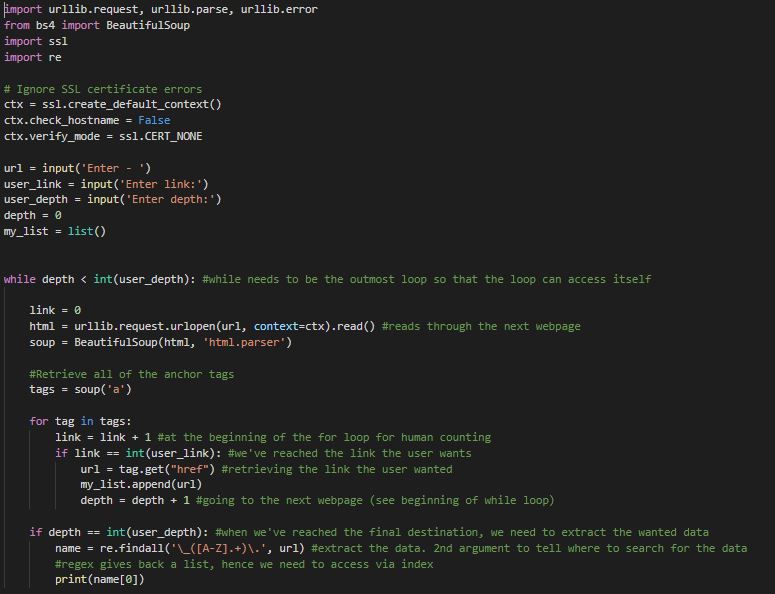 import urllib.request, urllib.parse, urllib.error
from bs4 import BeautifulSoup
import ssl
import re

# Ignore SSL certificate errors
ctx = ssl.create_default_context()
ctx.check_hostname = False
ctx.verify_mode = ssl.CERT_NONE

url = input('Enter - ')
user_link = input('Enter link:')
user_depth = input('Enter depth:')
depth = 0
my_list = list()


while depth < int(user_depth): #while needs to be the outmost loop so that the loop can access itself

    link = 0
    html = urllib.request.urlopen(url, context=ctx).read() #reads through the next webpage
    soup = BeautifulSoup(html, 'html.parser')

    #Retrieve all of the anchor tags
    tags = soup('a')

    for tag in tags:
        link = link + 1 #at the beginning of the for loop for human counting
        if link == int(user_link): #we've reached the link the user wants
            url = tag.get("href") #retrieving the link the user wanted
            my_list.append(url)
            depth = depth + 1 #going to the next webpage (see beginning of while loop)

    if depth == int(user_depth): #when we've reached the final destination, we need to extract the wanted data
        name = re.findall('\_([A-Z].+)\.', url) #extract the data. 2nd argument to tell where to search for the data
        #regex gives back a list, hence we need to access via index
        print(name[0])